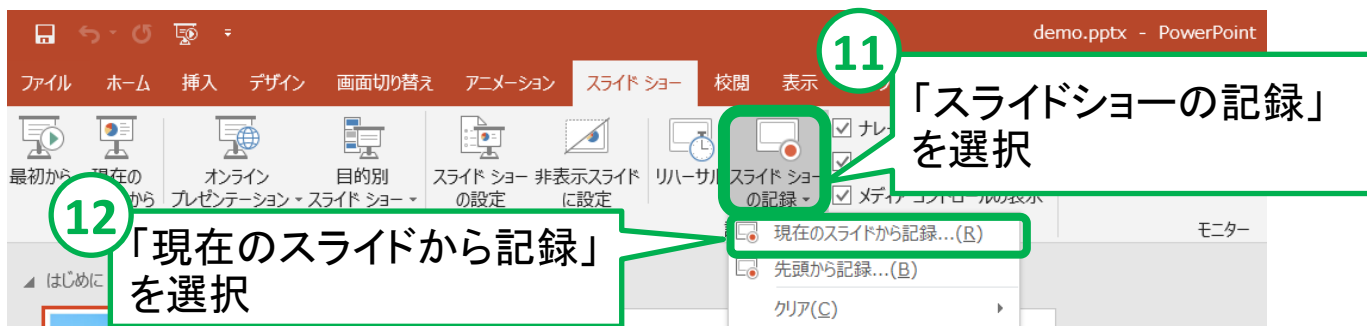 demo.pptx - PowerPoint
ファイル ホーム 挿入 デザイン 画面切り替え アニメーション スライド ショー 校閲 表示
11
「スライドショーの記録」
を選択
最初から 現在の オンライン 目的別 スライド ショー 非表示スライド リハーサル スライド ショー
から プレゼンテーション スライド ショー の設定 に設定 の記録
メディア コントロールの表示
モニター
12
「現在のスライドから記録」
を選択
現在のスライドから記録...(R)
先頭から記録...(B)
クリア(C)
はじめに